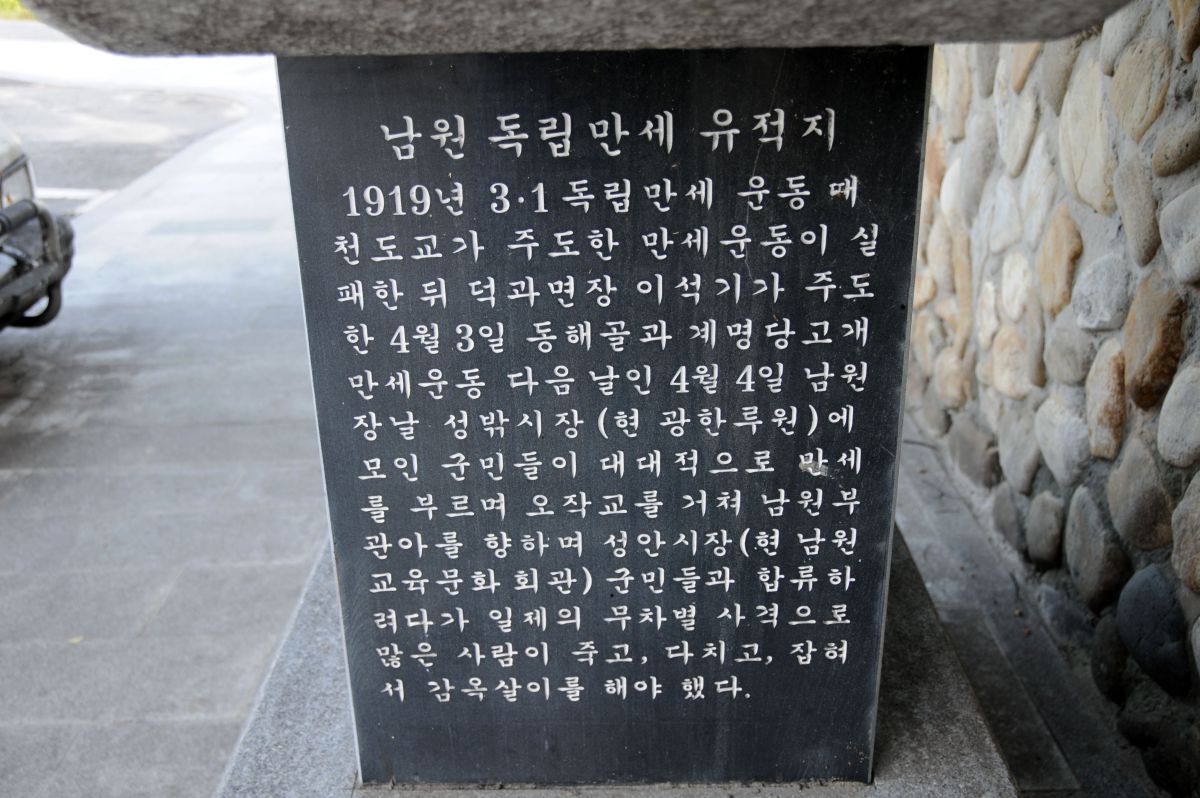 남원 독립만세 유적지
1919년 3·1 독립만세 운동 때
천도교가 주도한 만세운동이 실
패한 뒤 덕과면장 이석기가 주도
한 4월 3일 동해골과 계명당고개
만세운동 다음 날인 4월 4일 남원
장날 성밖시장(현 광한루원)에
모인 군민들이 대대적으로 만세
를 부르며 오작교를 거쳐 남원부
관아를 향하며 성안시장(현 남원
교육문화 회관) 군민들과 합류하
려다가 일제의 무차별 사격으로
많은 사람이 죽고, 다치고, 잡혀
서 감옥살이를 해야 했다.